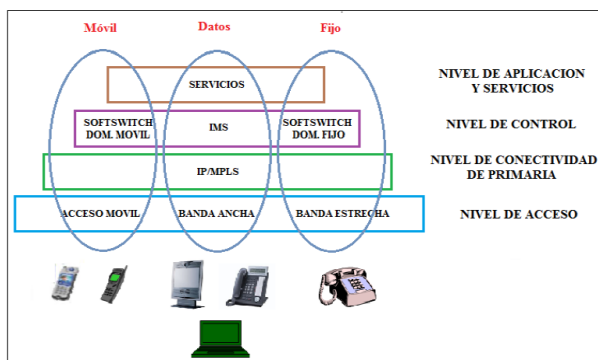 Móvil Datos Fijo
SERVICIOS
NIVEL DE APLICACION
Y SERVICIOS
SOFTSWITCH
DOM. MOVIL
IMS
SOFTSWITCH
DOM. FIJO
NIVEL DE CONTROL
IP/MPLS
NIVEL DE CONECTIVIDAD
DE PRIMARIA
ACCESO MOVIL BANDA ANCHA BANDA ESTRECHA
NIVEL DE ACCESO